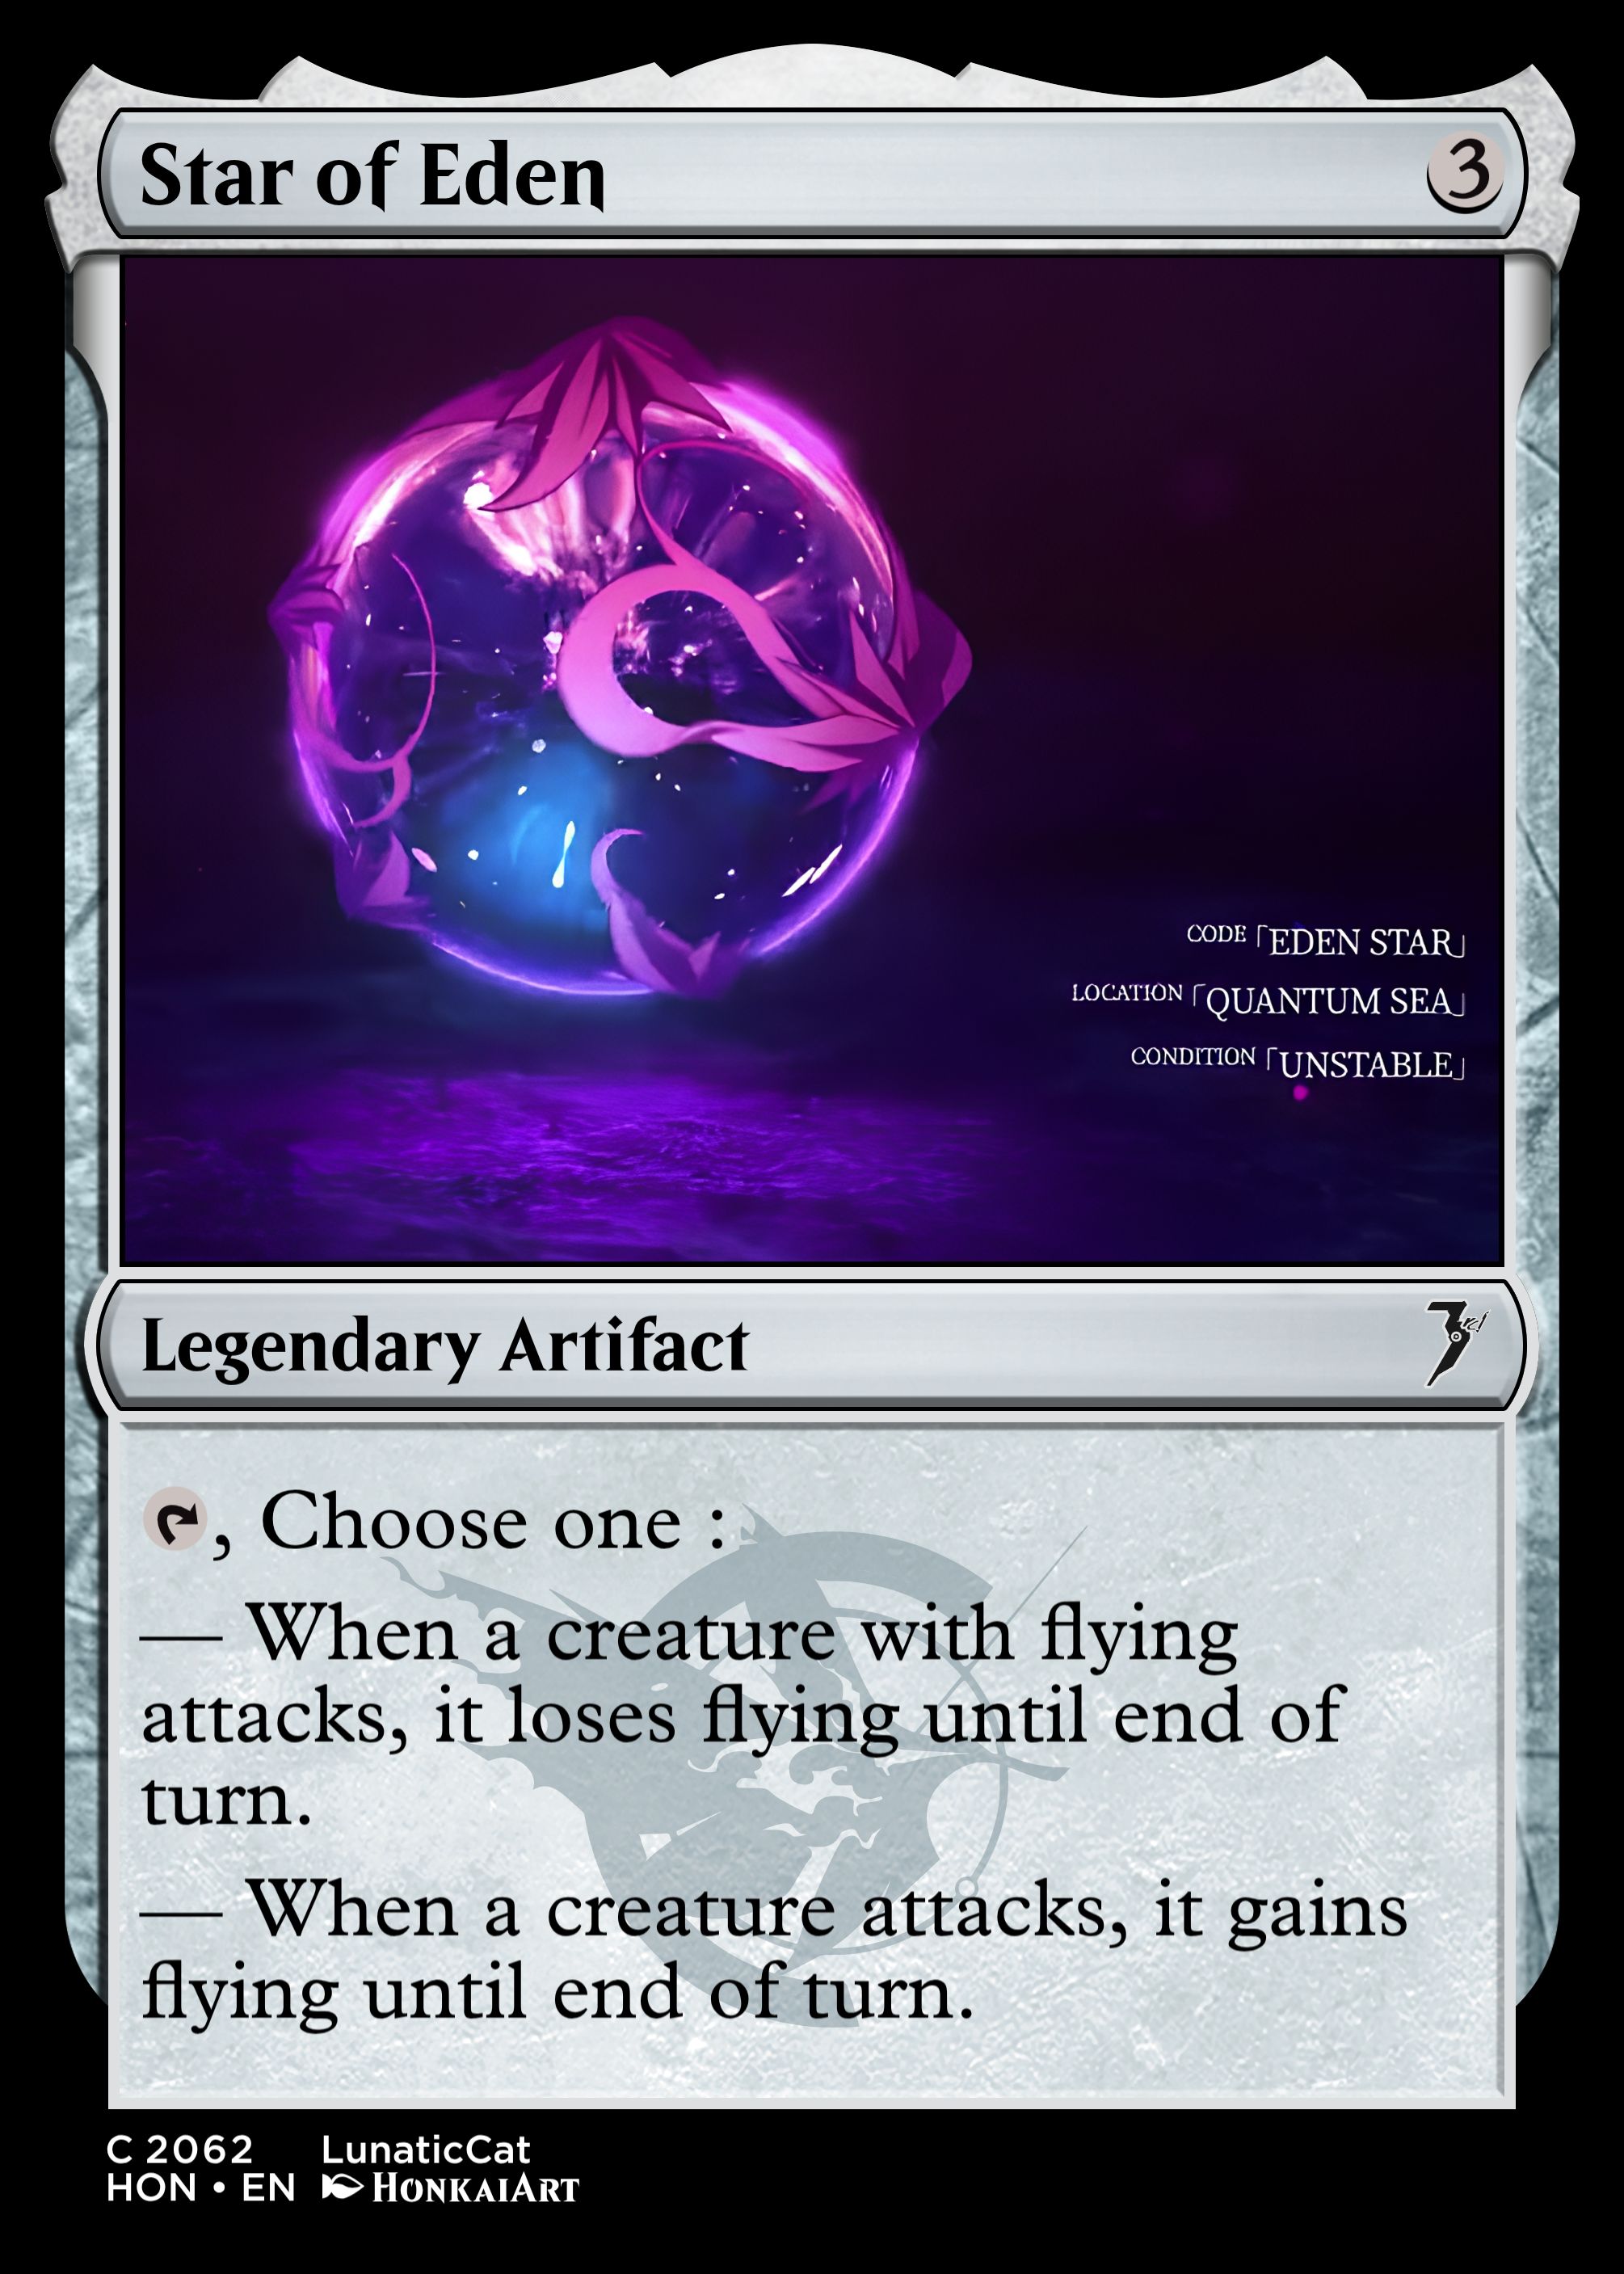 Star of Eden 3
CODE「EDEN STAR」
LOCATION「QUANTUM SEA」
CONDITION「UNSTABLE」
Legendary Artifact 3rd
, Choose one :
— When a creature with flying
attacks, it loses flying until end of
turn.
— When a creature attacks, it gains
flying until end of turn.
C 2062 LunaticCat
HON • EN HONKAIART